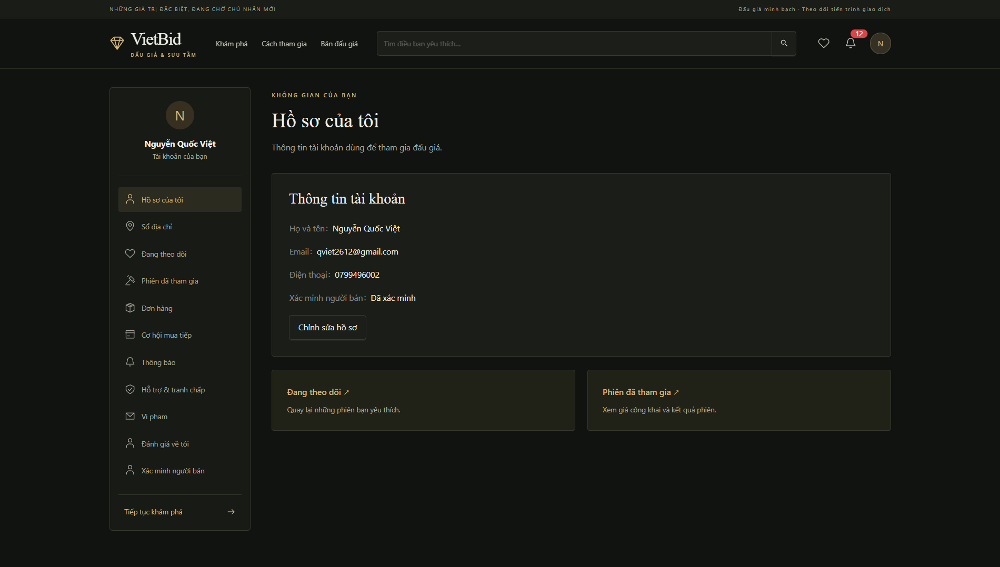 NHỮNG GIÁ TRỊ ĐẶC BIỆT, ĐANG CHỜ CHỦ NHÂN MỚI
Đấu giá minh bạch · Theo dõi tiến trình giao dịch
VietBid
ĐẤU GIÁ & SƯU TẦM
Khám phá
Cách tham gia
Bán đấu giá
Tìm điều bạn yêu thích...
12
N
N
Nguyễn Quốc Việt
Tài khoản của bạn
Hồ sơ của tôi
Sổ địa chỉ
Đang theo dõi
Phiên đã tham gia
Đơn hàng
Cơ hội mua tiếp
Thông báo
Hỗ trợ & tranh chấp
Vi phạm
Đánh giá về tôi
Xác minh người bán
Tiếp tục khám phá →
KHÔNG GIAN CỦA BẠN
Hồ sơ của tôi
Thông tin tài khoản dùng để tham gia đấu giá.
Thông tin tài khoản
Họ và tên: Nguyễn Quốc Việt
Email: qviet2612@gmail.com
Điện thoại: 0799496002
Xác minh người bán: Đã xác minh
Chỉnh sửa hồ sơ
Đang theo dõi ↗
Quay lại những phiên bạn yêu thích.
Phiên đã tham gia ↗
Xem giá công khai và kết quả phiên.